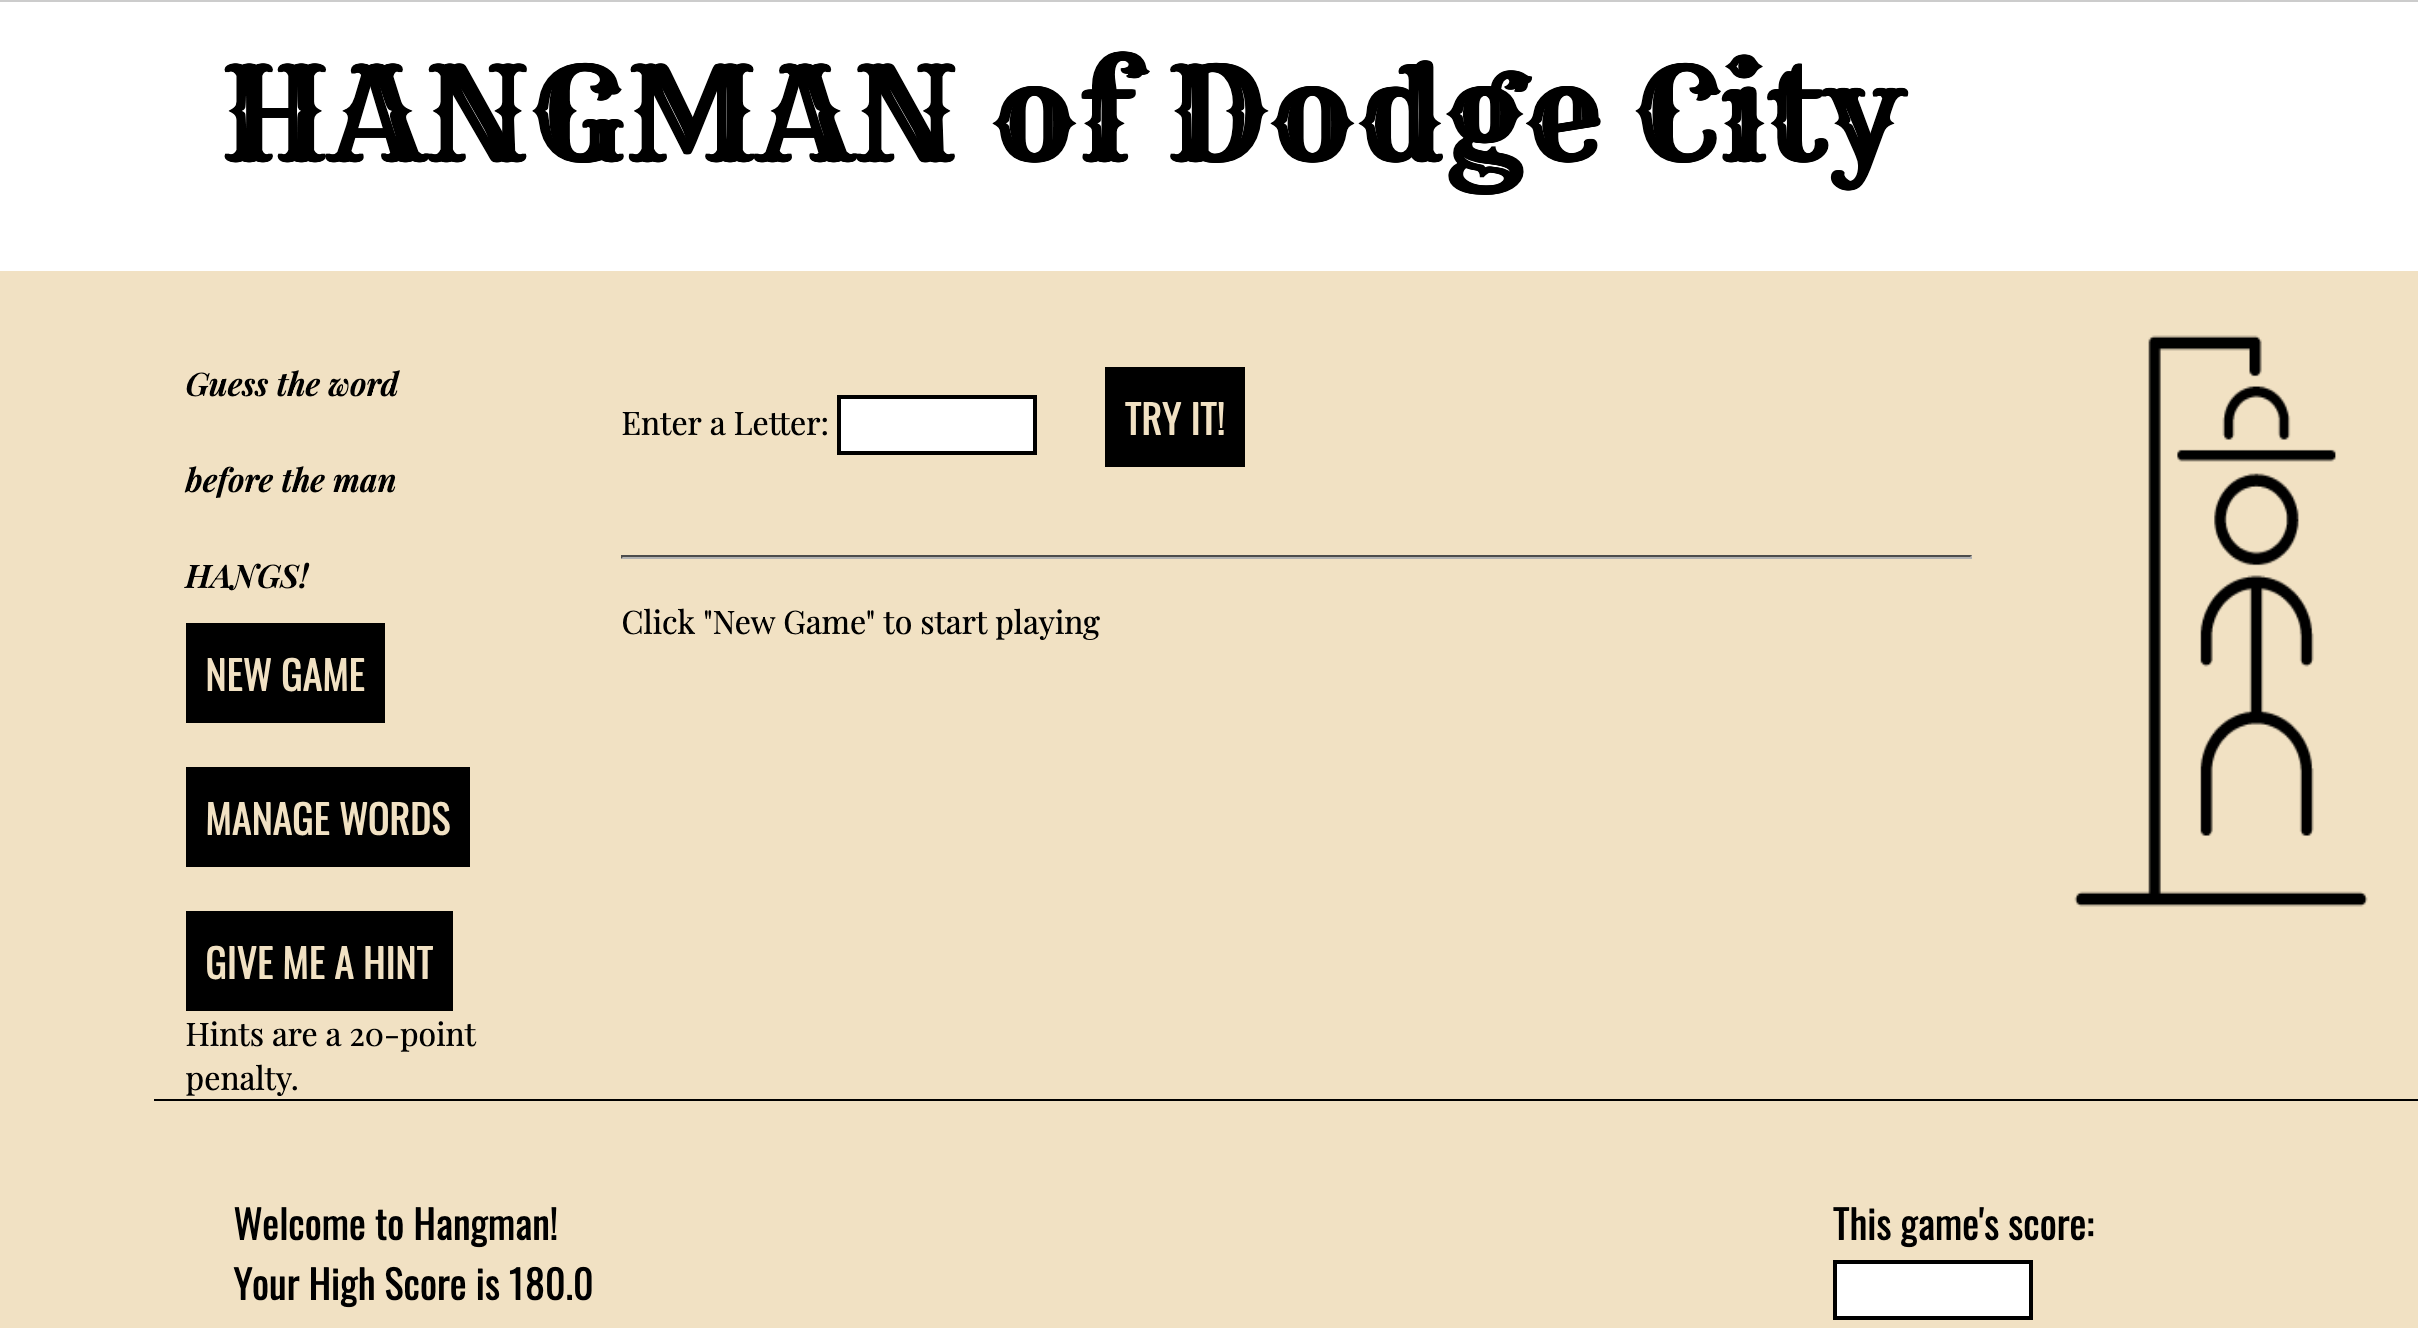 HANGMAN of Dodge City
Guess the word
before the man
HANGS!
NEW GAME
MANAGE WORDS
GIVE ME A HINT
Hints are a 20-point
penalty.
Enter a Letter:
TRY IT!
Click "New Game" to start playing
Welcome to Hangman!
Your High Score is 180.0
This game's score: